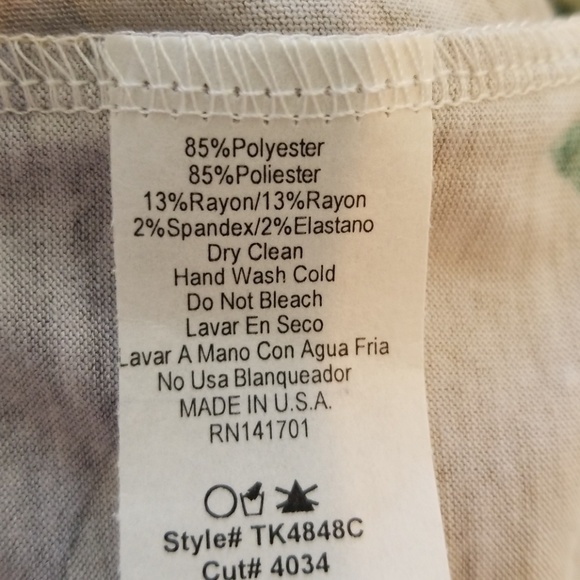 85%Polyester
85%Poliester
13%Rayon/13%Rayon
2%Spandex/2%Elastano
Dry Clean
Hand Wash Cold
Do Not Bleach
Lavar En Seco
Lavar A Mano Con Agua Fria
No Usa Blanqueador
MADE IN U.S.A.
RN141701
Style# TK4848C
Cut# 4034